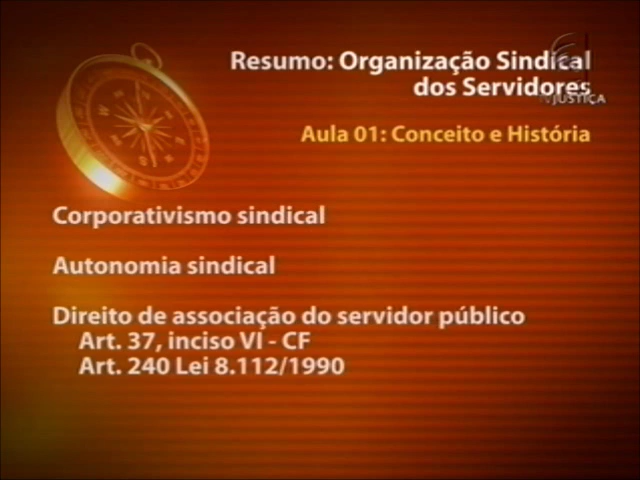 Resumo: Organização Sindical
dos Servidores
TV JUSTIÇA
Aula 01: Conceito e História
Corporativismo sindical
Autonomia sindical
Direito de associação do servidor público
Art. 37, inciso VI - CF
Art. 240 Lei 8.112/1990